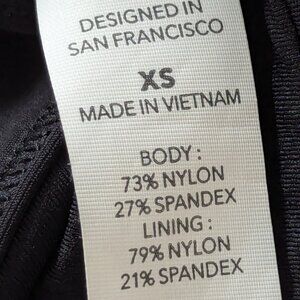 DESIGNED IN
SAN FRANCISCO
XS
MADE IN VIETNAM
BODY :
73% NYLON
27% SPANDEX
LINING :
79% NYLON
21% SPANDEX